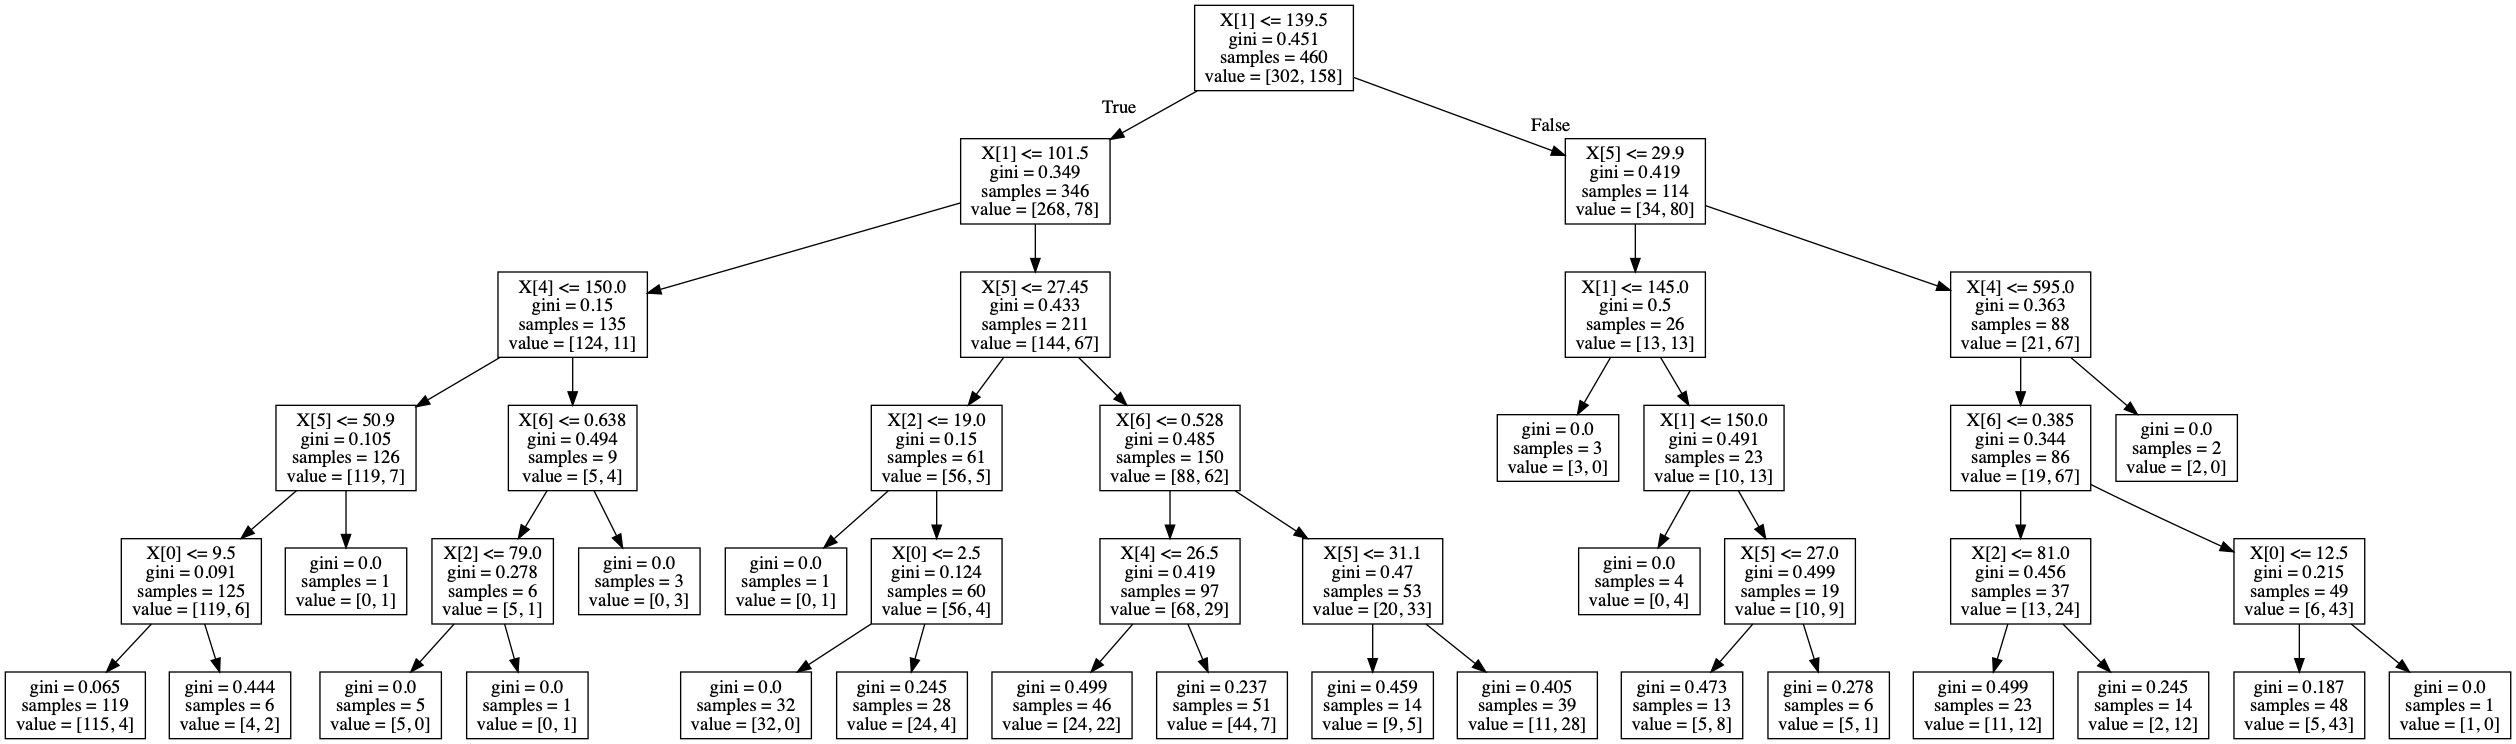 X[1] <= 139.5
gini = 0.451
samples = 460
value = [302, 158]
True
False
X[1] <= 101.5
gini = 0.349
samples = 346
value = [268, 78]
X[5] <= 29.9
gini = 0.419
samples = 114
value = [34, 80]
X[4] <= 150.0
gini = 0.15
samples = 135
value = [124, 11]
X[5] <= 27.45
gini = 0.433
samples = 211
value = [144, 67]
X[1] <= 145.0
gini = 0.5
samples = 26
value = [13, 13]
X[4] <= 595.0
gini = 0.363
samples = 88
value = [21, 67]
X[5] <= 50.9
gini = 0.105
samples = 126
value = [119, 7]
X[6] <= 0.638
gini = 0.494
samples = 9
value = [5, 4]
X[2] <= 19.0
gini = 0.15
samples = 61
value = [56, 5]
X[6] <= 0.528
gini = 0.485
samples = 150
value = [88, 62]
gini = 0.0
samples = 3
value = [3, 0]
X[1] <= 150.0
gini = 0.491
samples = 23
value = [10, 13]
X[6] <= 0.385
gini = 0.344
samples = 86
value = [19, 67]
gini = 0.0
samples = 2
value = [2, 0]
X[0] <= 9.5
gini = 0.091
samples = 125
value = [119, 6]
gini = 0.0
samples = 1
value = [0, 1]
X[2] <= 79.0
gini = 0.278
samples = 6
value = [5, 1]
gini = 0.0
samples = 3
value = [0, 3]
gini = 0.0
samples = 1
value = [0, 1]
X[0] <= 2.5
gini = 0.124
samples = 60
value = [56, 4]
X[4] <= 26.5
gini = 0.419
samples = 97
value = [68, 29]
X[5] <= 31.1
gini = 0.47
samples = 53
value = [20, 33]
gini = 0.0
samples = 4
value = [0, 4]
X[5] <= 27.0
gini = 0.499
samples = 19
value = [10, 9]
X[2] <= 81.0
gini = 0.456
samples = 37
value = [13, 24]
X[0] <= 12.5
gini = 0.215
samples = 49
value = [6, 43]
gini = 0.065
samples = 119
value = [115, 4]
gini = 0.444
samples = 6
value = [4, 2]
gini = 0.0
samples = 5
value = [5, 0]
gini = 0.0
samples = 1
value = [0, 1]
gini = 0.0
samples = 32
value = [32, 0]
gini = 0.245
samples = 28
value = [24, 4]
gini = 0.499
samples = 46
value = [24, 22]
gini = 0.237
samples = 51
value = [44, 7]
gini = 0.459
samples = 14
value = [9, 5]
gini = 0.405
samples = 39
value = [11, 28]
gini = 0.473
samples = 13
value = [5, 8]
gini = 0.278
samples = 6
value = [5, 1]
gini = 0.499
samples = 23
value = [11, 12]
gini = 0.245
samples = 14
value = [2, 12]
gini = 0.187
samples = 48
value = [5, 43]
gini = 0.0
samples = 1
value = [1, 0]